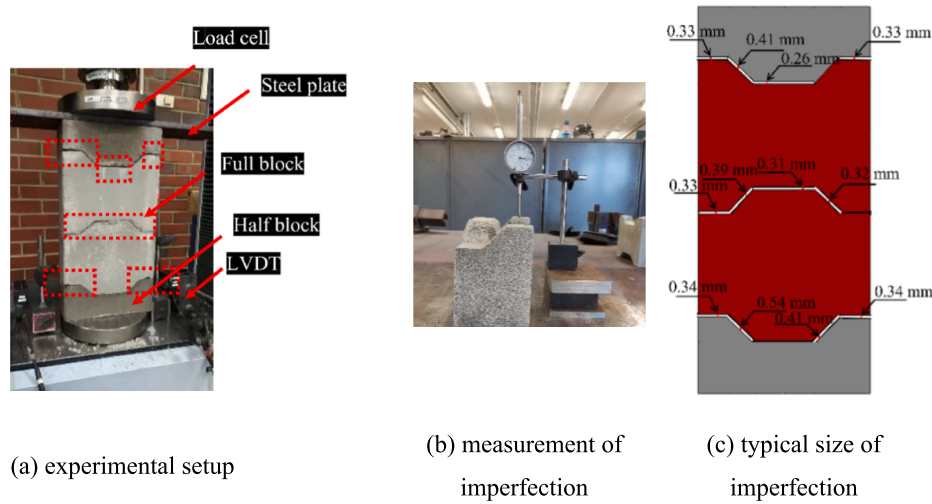 Load cell
Steel plate
Full block
Half block
LVDT
0.33 mm
0.41 mm
0.33 mm
0.26 mm
0.39 mm
0.31 mm
0.32 mm
0.33 mm
0.34 mm
0.54 mm
0.34 mm
0.41 mm
(a) experimental setup
(b) measurement of
imperfection
(c) typical size of
imperfection